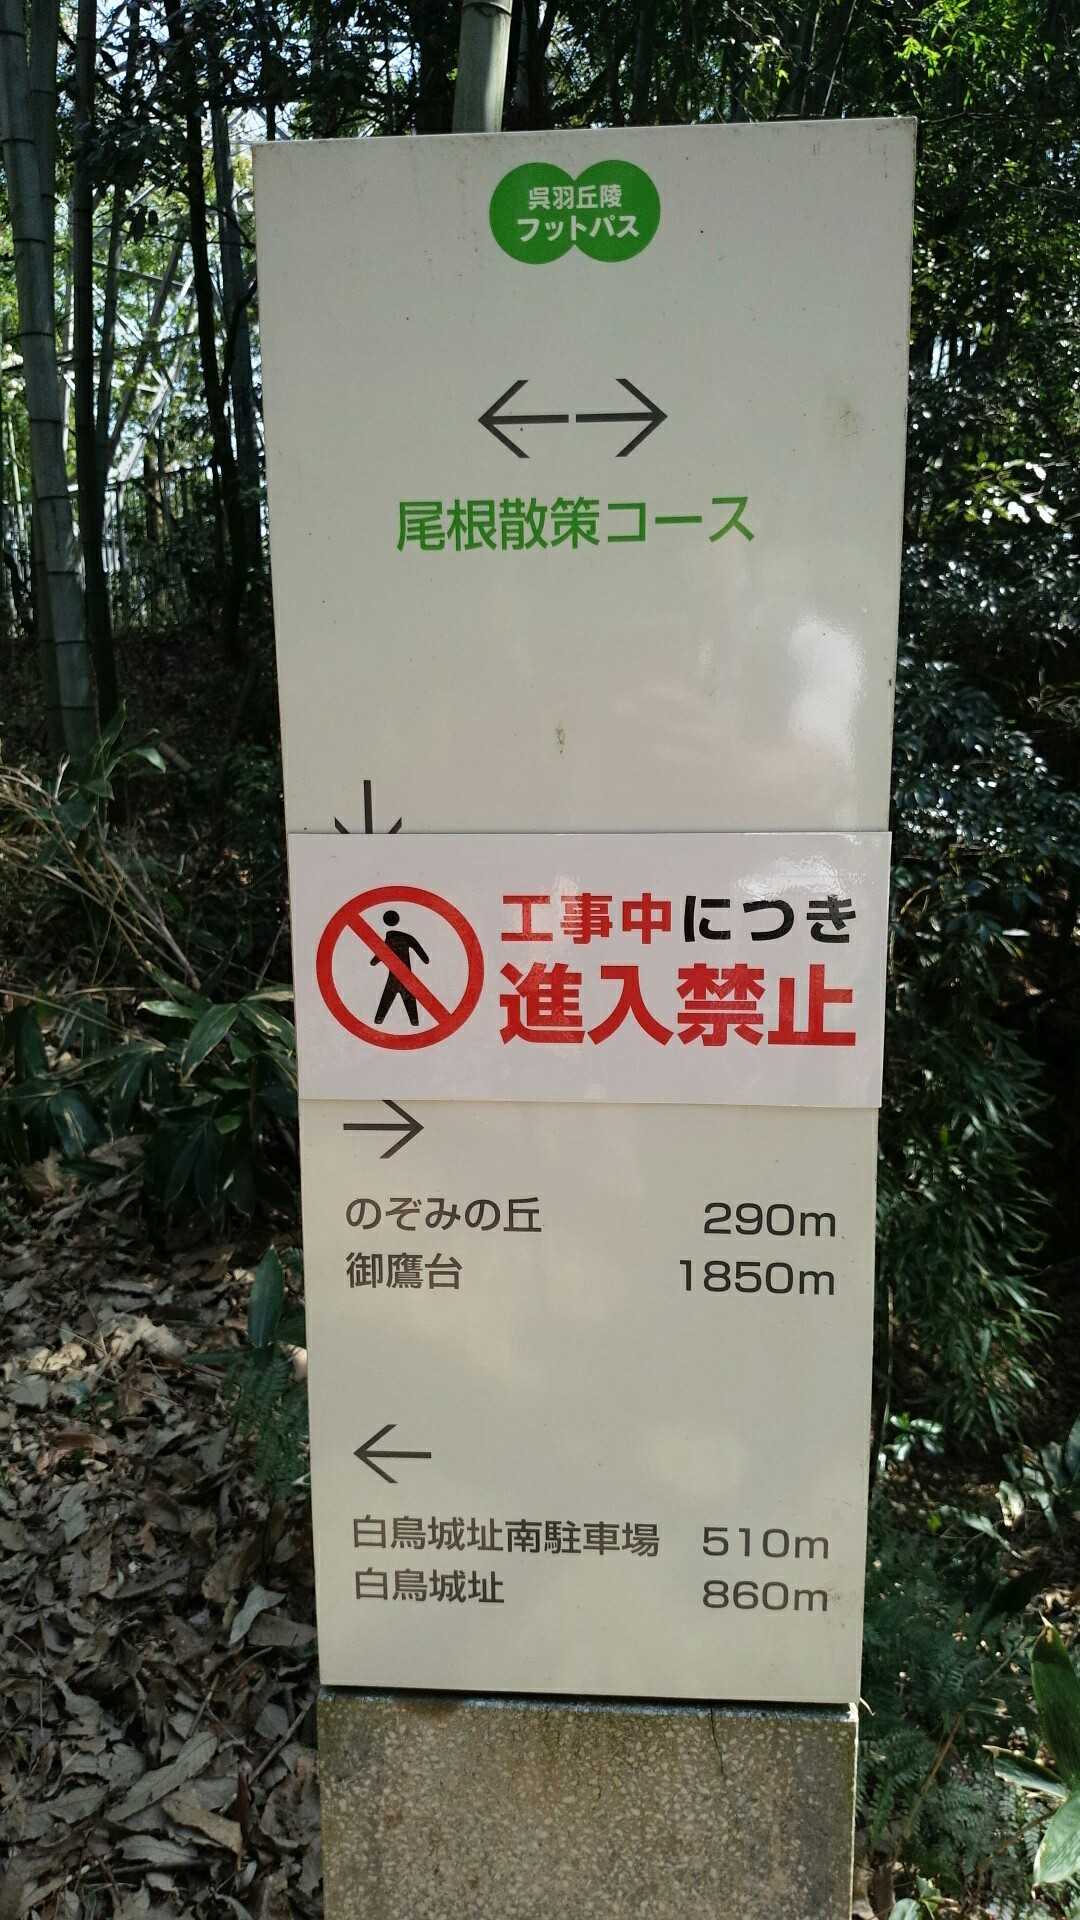 呉羽丘陵
フットパス
尾根散策コース
工事中につき
進入禁止
のぞみの丘 290m
御鷹台 1850m
白鳥城址南駐車場 510m
白鳥城址 860m